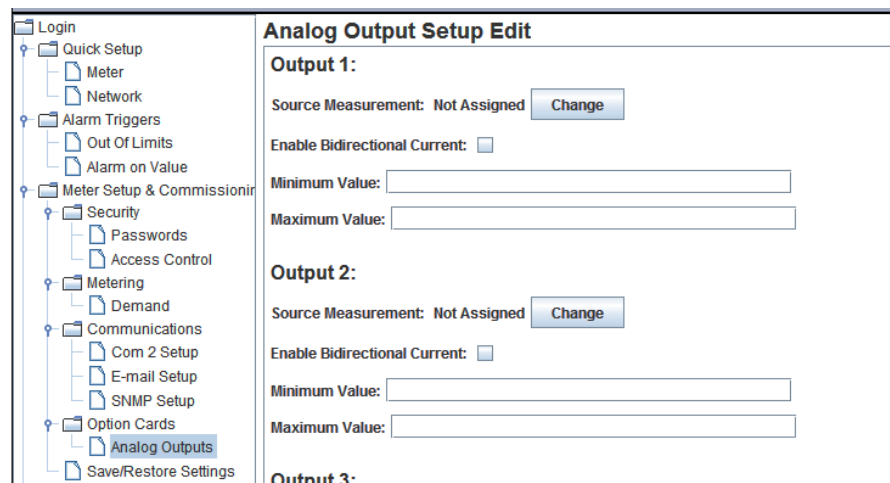 Login
Quick Setup
Meter
Network
Alarm Triggers
Out Of Limits
Alarm on Value
Meter Setup & Commissionin
Security
Passwords
Access Control
Metering
Demand
Communications
Com 2 Setup
E-mail Setup
SNMP Setup
Option Cards
Analog Outputs
Save/Restore Settings
Analog Output Setup Edit
Output 1:
Source Measurement: Not Assigned Change
Enable Bidirectional Current:
Minimum Value:
Maximum Value:
Output 2:
Source Measurement: Not Assigned Change
Enable Bidirectional Current:
Minimum Value:
Maximum Value:
Output 3: